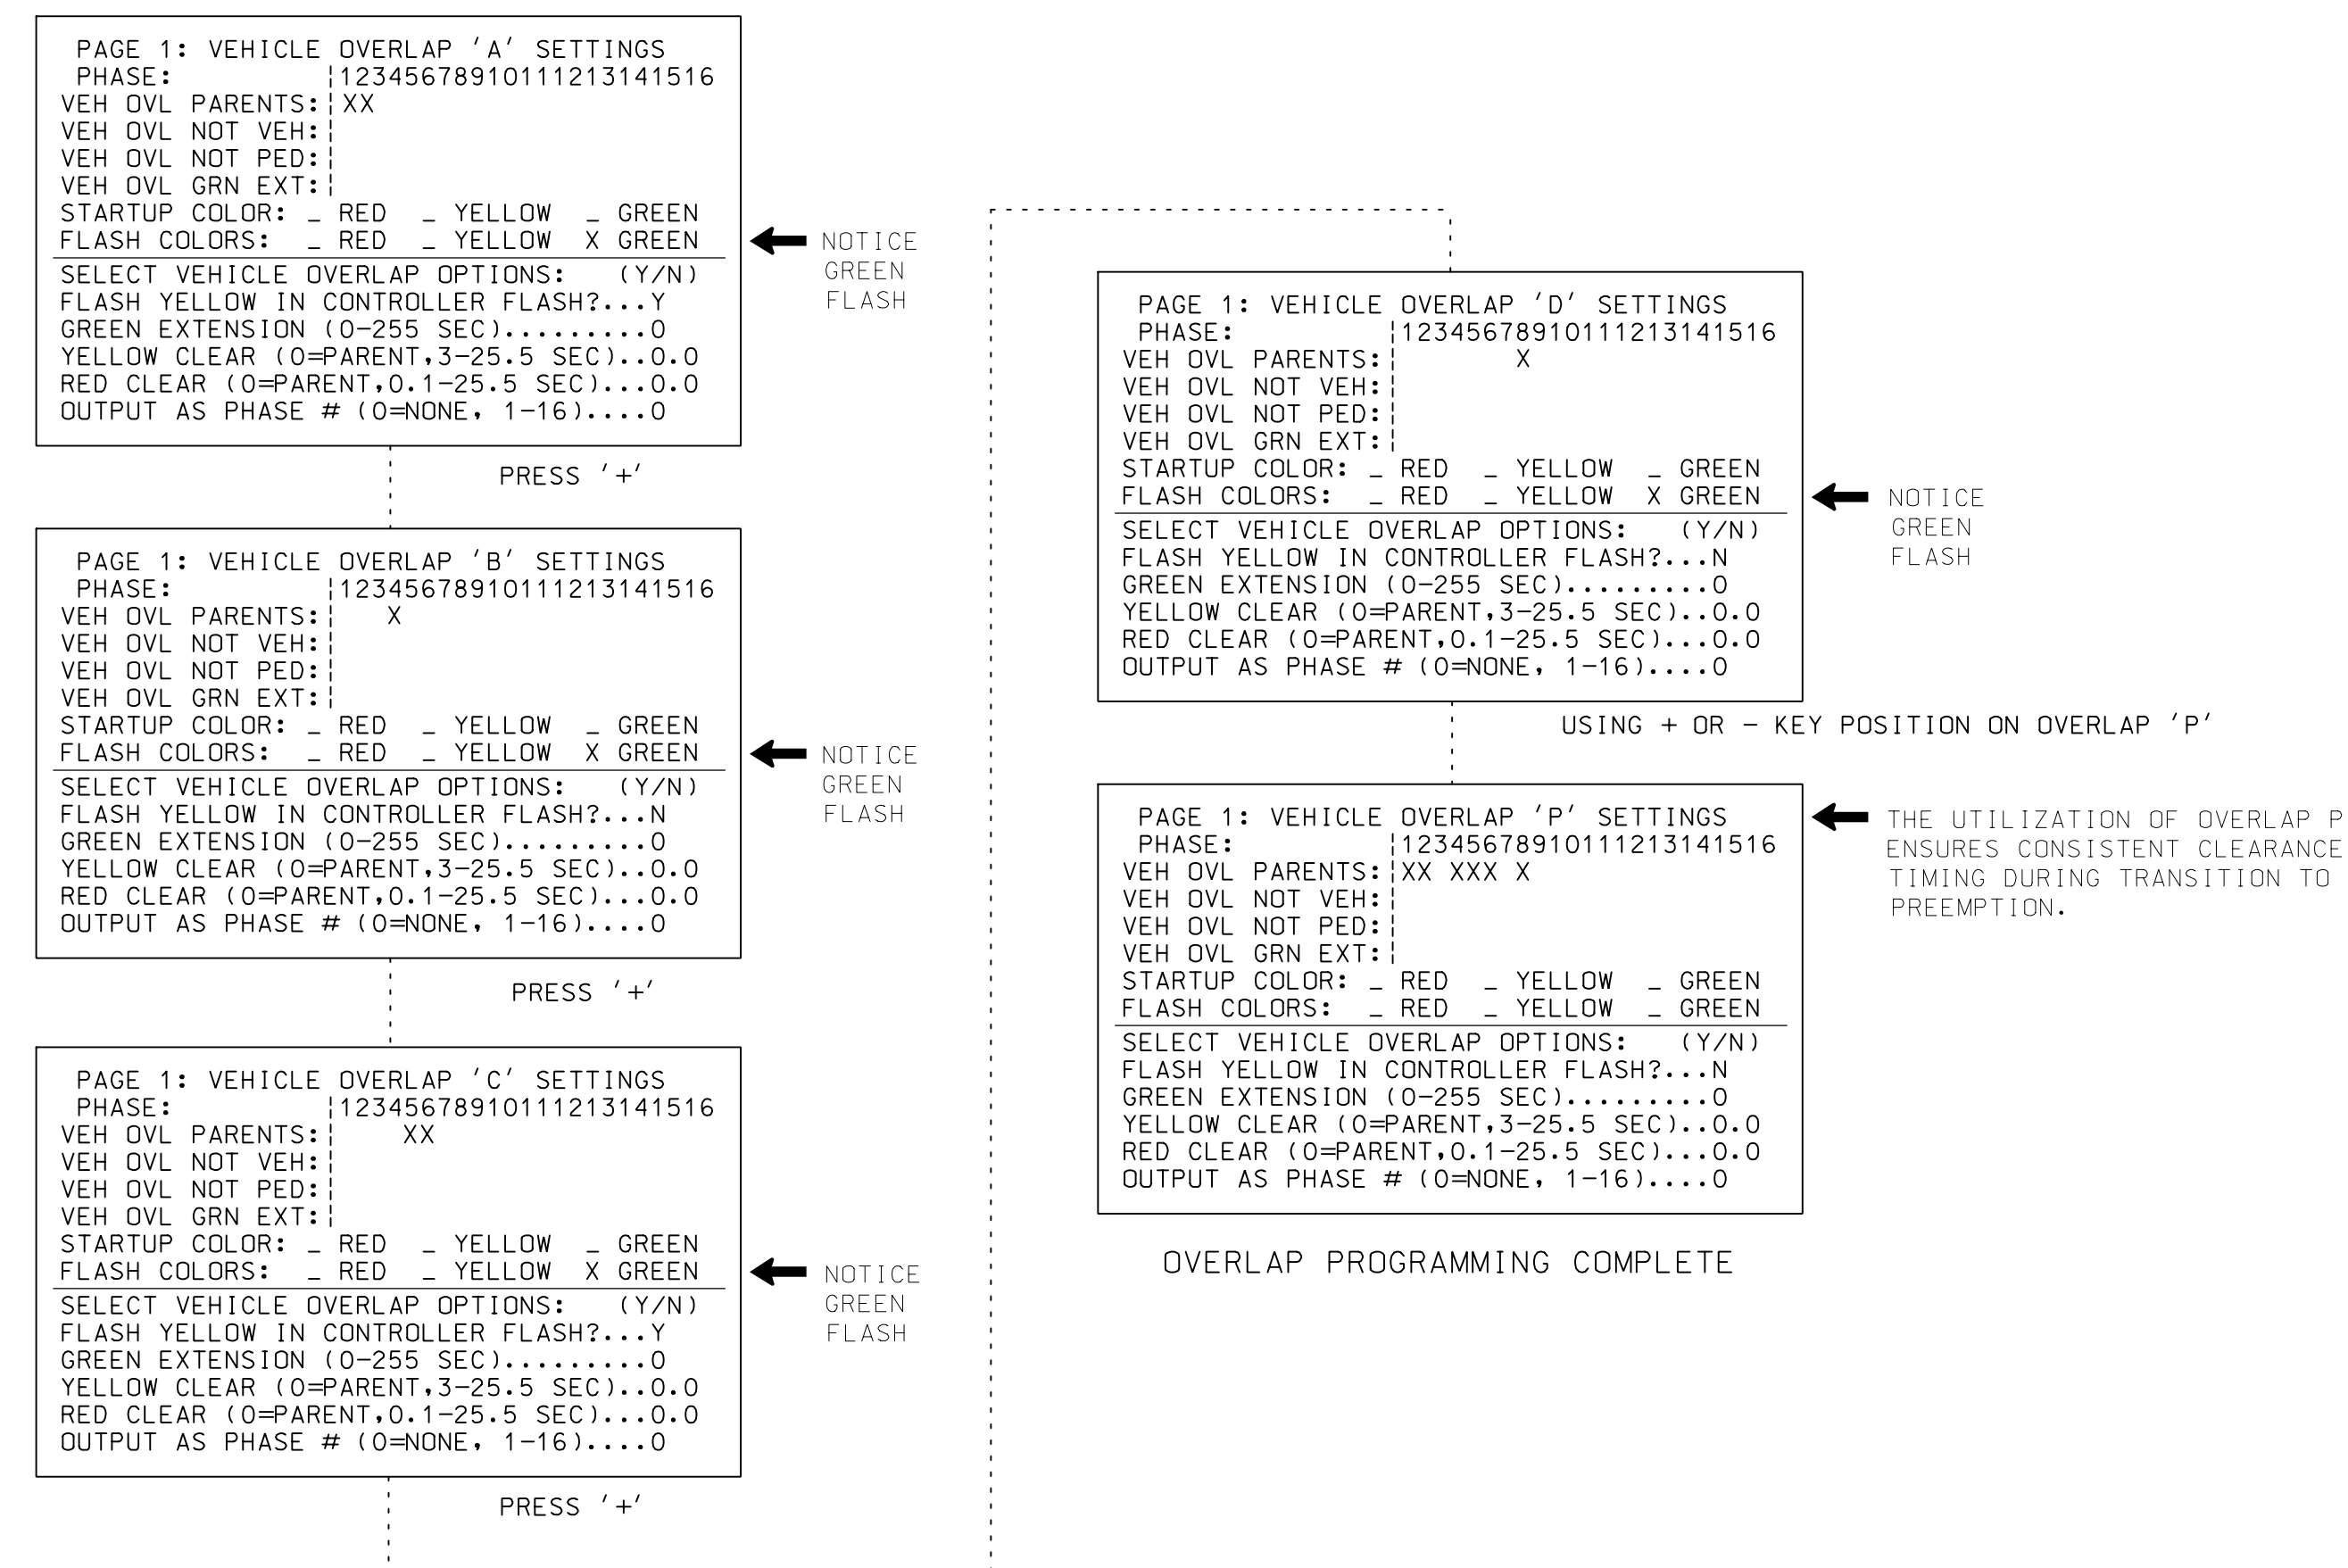 PAGE 1: VEHICLE OVERLAP 'A' SETTINGS
PHASE: |12345678910111213141516
VEH OVL PARENTS:|XX
VEH OVL NOT VEH:|
VEH OVL NOT PED:|
VEH OVL GRN EXT:|
STARTUP COLOR: _ RED _ YELLOW _ GREEN
FLASH COLORS: _ RED _ YELLOW X GREEN
SELECT VEHICLE OVERLAP OPTIONS: (Y/N)
FLASH YELLOW IN CONTROLLER FLASH?...Y
GREEN EXTENSION (0-255 SEC).........0
YELLOW CLEAR (0=PARENT,3-25.5 SEC)..0.0
RED CLEAR (0=PARENT,0.1-25.5 SEC)...0.0
OUTPUT AS PHASE # (0=NONE, 1-16)....0
NOTICE
GREEN
FLASH
PRESS '+'
PAGE 1: VEHICLE OVERLAP 'B' SETTINGS
PHASE: |12345678910111213141516
VEH OVL PARENTS:| X
VEH OVL NOT VEH:|
VEH OVL NOT PED:|
VEH OVL GRN EXT:|
STARTUP COLOR: _ RED _ YELLOW _ GREEN
FLASH COLORS: _ RED _ YELLOW X GREEN
SELECT VEHICLE OVERLAP OPTIONS: (Y/N)
FLASH YELLOW IN CONTROLLER FLASH?...N
GREEN EXTENSION (0-255 SEC).........0
YELLOW CLEAR (0=PARENT,3-25.5 SEC)..0.0
RED CLEAR (0=PARENT,0.1-25.5 SEC)...0.0
OUTPUT AS PHASE # (0=NONE, 1-16)....0
NOTICE
GREEN
FLASH
PRESS '+'
PAGE 1: VEHICLE OVERLAP 'C' SETTINGS
PHASE: |12345678910111213141516
VEH OVL PARENTS:| XX
VEH OVL NOT VEH:|
VEH OVL NOT PED:|
VEH OVL GRN EXT:|
STARTUP COLOR: _ RED _ YELLOW _ GREEN
FLASH COLORS: _ RED _ YELLOW X GREEN
SELECT VEHICLE OVERLAP OPTIONS: (Y/N)
FLASH YELLOW IN CONTROLLER FLASH?...Y
GREEN EXTENSION (0-255 SEC).........0
YELLOW CLEAR (0=PARENT,3-25.5 SEC)..0.0
RED CLEAR (0=PARENT,0.1-25.5 SEC)...0.0
OUTPUT AS PHASE # (0=NONE, 1-16)....0
NOTICE
GREEN
FLASH
PRESS '+'
PAGE 1: VEHICLE OVERLAP 'D' SETTINGS
PHASE: |12345678910111213141516
VEH OVL PARENTS:| X
VEH OVL NOT VEH:|
VEH OVL NOT PED:|
VEH OVL GRN EXT:|
STARTUP COLOR: _ RED _ YELLOW _ GREEN
FLASH COLORS: _ RED _ YELLOW X GREEN
SELECT VEHICLE OVERLAP OPTIONS: (Y/N)
FLASH YELLOW IN CONTROLLER FLASH?...N
GREEN EXTENSION (0-255 SEC).........0
YELLOW CLEAR (0=PARENT,3-25.5 SEC)..0.0
RED CLEAR (0=PARENT,0.1-25.5 SEC)...0.0
OUTPUT AS PHASE # (0=NONE, 1-16)....0
NOTICE
GREEN
FLASH
USING + OR - KEY POSITION ON OVERLAP 'P'
PAGE 1: VEHICLE OVERLAP 'P' SETTINGS
PHASE: |12345678910111213141516
VEH OVL PARENTS:|XX XXX X
VEH OVL NOT VEH:|
VEH OVL NOT PED:|
VEH OVL GRN EXT:|
STARTUP COLOR: _ RED _ YELLOW _ GREEN
FLASH COLORS: _ RED _ YELLOW _ GREEN
SELECT VEHICLE OVERLAP OPTIONS: (Y/N)
FLASH YELLOW IN CONTROLLER FLASH?...N
GREEN EXTENSION (0-255 SEC).........0
YELLOW CLEAR (0=PARENT,3-25.5 SEC)..0.0
RED CLEAR (0=PARENT,0.1-25.5 SEC)...0.0
OUTPUT AS PHASE # (0=NONE, 1-16)....0
THE UTILIZATION OF OVERLAP P
ENSURES CONSISTENT CLEARANCE
TIMING DURING TRANSITION TO
PREEMPTION.
OVERLAP PROGRAMMING COMPLETE